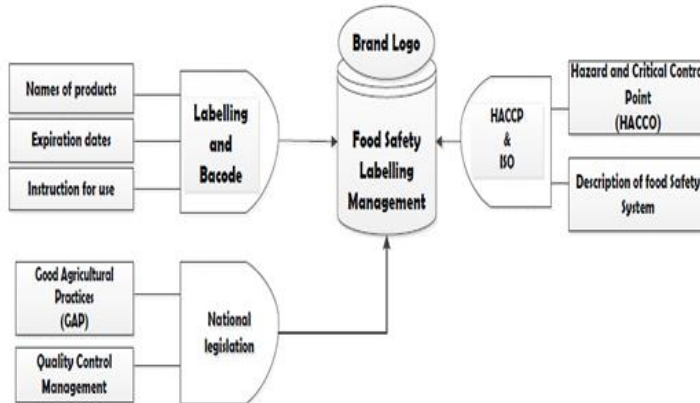 Brand Logo
Names of products
Expiration dates
Instruction for use
Labelling
and
Bacode
Food Safety
Labelling
Management
HACCP
&
ISO
Hazard and Critical Contro
Point
(HACCO)
Description of food Safety
System
Good Agricultural
Practices
(GAP)
Quality Control
Management
National
legislation